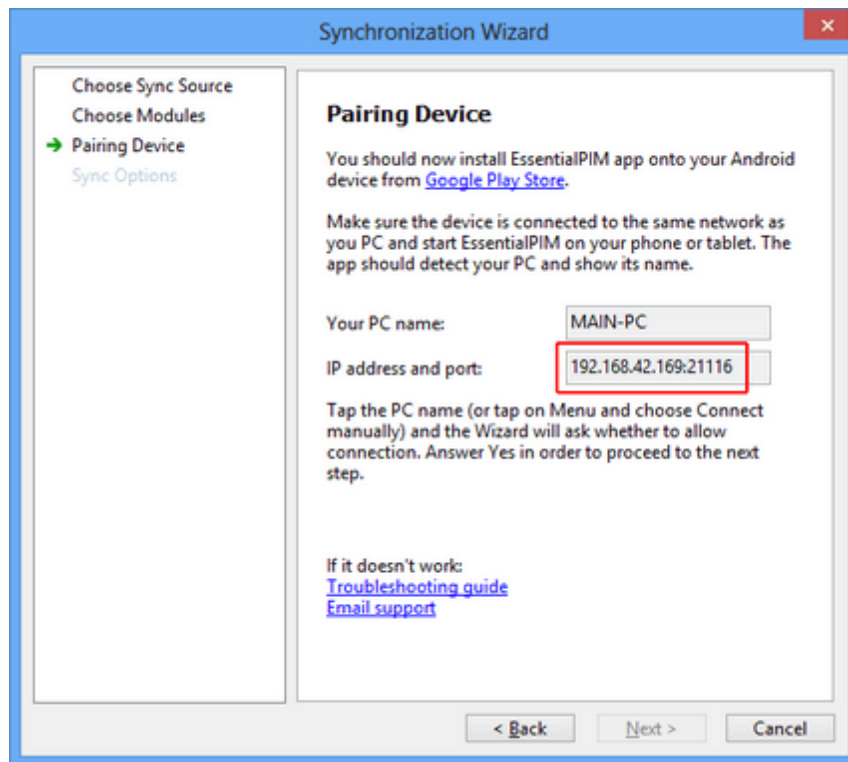 Synchronization Wizard
Choose Sync Source
Choose Modules
Pairing Device
Sync Options
Pairing Device
You should now install EssentialPIM app onto your Android
device from Google Play Store.
Make sure the device is connected to the same network as
you PC and start EssentialPIM on your phone or tablet. The
app should detect your PC and show its name.
Your PC name:
MAIN-PC
IP address and port:
192.168.42.169:21116
Tap the PC name (or tap on Menu and choose Connect
manually) and the Wizard will ask whether to allow
connection. Answer Yes in order to proceed to the next
step.
If it doesn't work:
Troubleshooting guide
Email support
< Back
Next >
Cancel